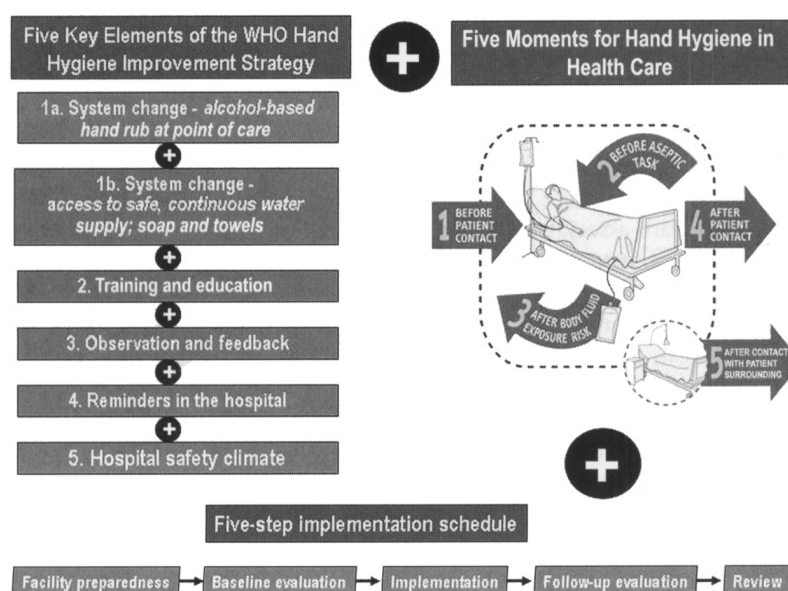 Five Key Elements of the WHO Hand
Hygiene Improvement Strategy
1a. System change - alcohol-based
hand rub at point of care
1b. System change -
access to safe, continuous water
supply; soap and towels
2. Training and education
3. Observation and feedback
4. Reminders in the hospital
5. Hospital safety climate
Five Moments for Hand Hygiene in
Health Care
1 BEFORE
PATIENT
CONTACT
2 BEFORE ASEPTIC
TASK
3 AFTER BODY FLUID
EXPOSURE RISK
4 AFTER
PATIENT
CONTACT
5 AFTER CONTACT
WITH PATIENT
SURROUNDING
Five-step implementation schedule
Facility preparedness
Baseline evaluation
Implementation
Follow-up evaluation
Review